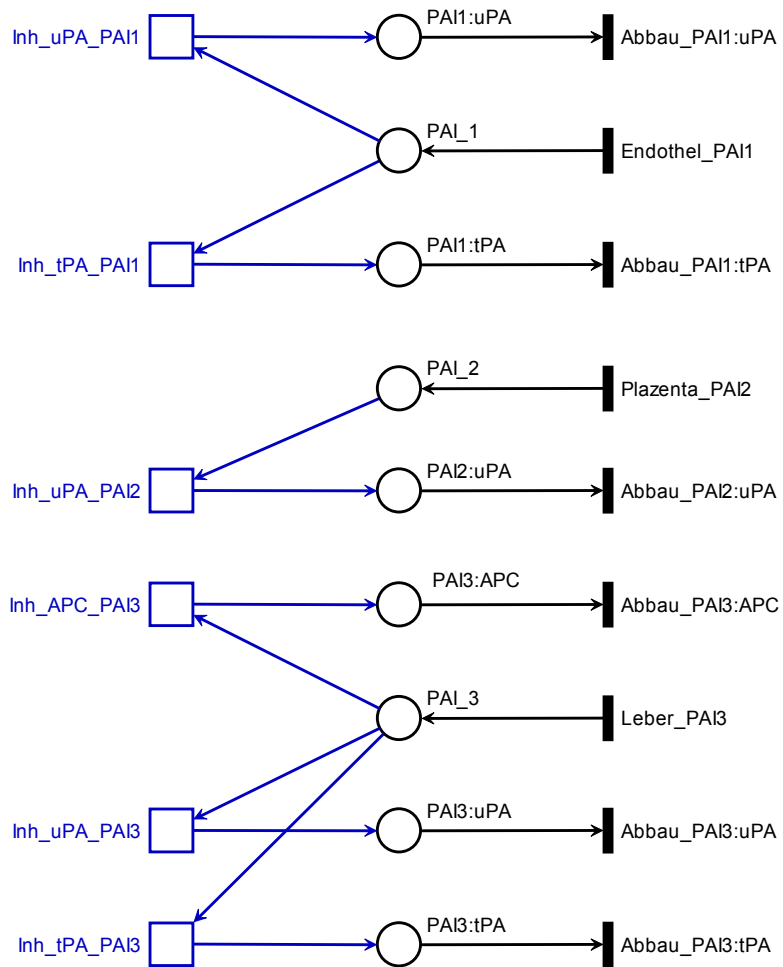 PAI1:uPA
Inh_uPA_PAI1
Abbau_PAI1:uPA
PAI_1
Endothel_PAI1
PAI1:tPA
Inh_tPA_PAI1
Abbau_PAI1:tPA
PAI_2
Plazenta_PAI2
PAI2:uPA
Inh_uPA_PAI2
Abbau_PAI2:uPA
PAI3:APC
Inh_APC_PAI3
Abbau_PAI3:APC
PAI_3
Leber_PAI3
PAI3:uPA
Inh_uPA_PAI3
Abbau_PAI3:uPA
PAI3:tPA
Inh_tPA_PAI3
Abbau_PAI3:tPA